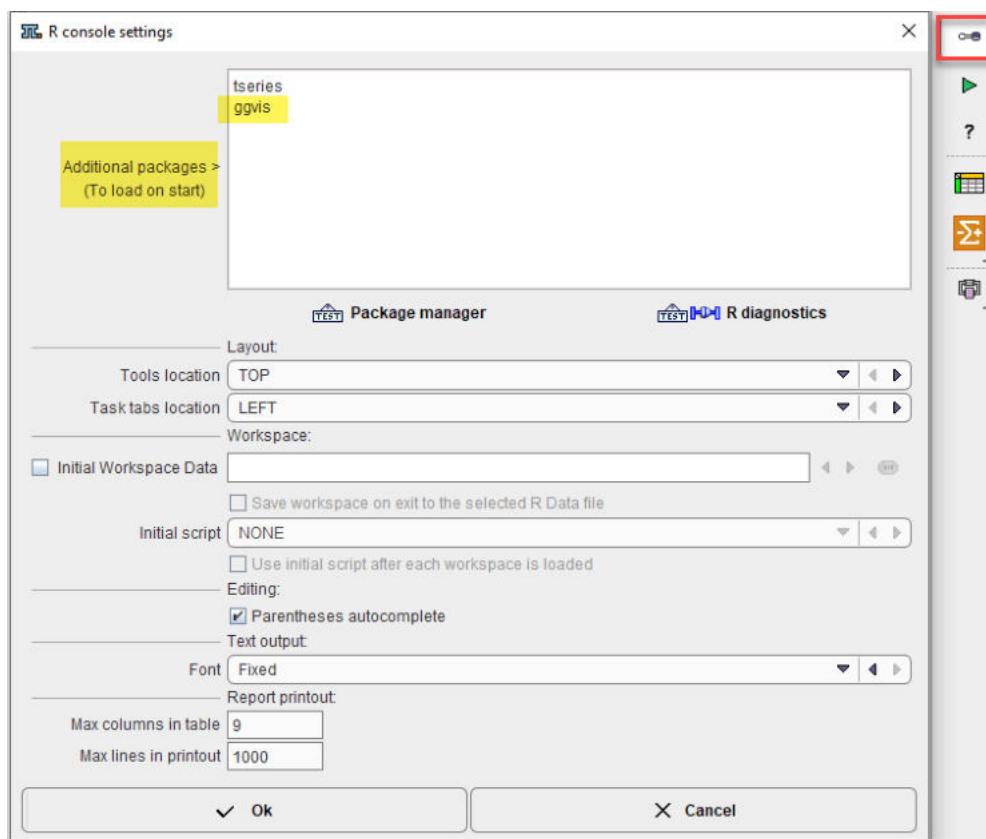 R console settings
tseries
ggvis
Additional packages >
(To load on start)
TEST Package manager
TEST R diagnostics
Layout:
Tools location TOP
Task tabs location LEFT
Workspace:
Initial Workspace Data
Save workspace on exit to the selected R Data file
Initial script NONE
Use initial script after each workspace is loaded
Editing:
Parentheses autocomplete
Text output:
Font Fixed
Report printout:
Max columns in table 9
Max lines in printout 1000
Ok
Cancel
?